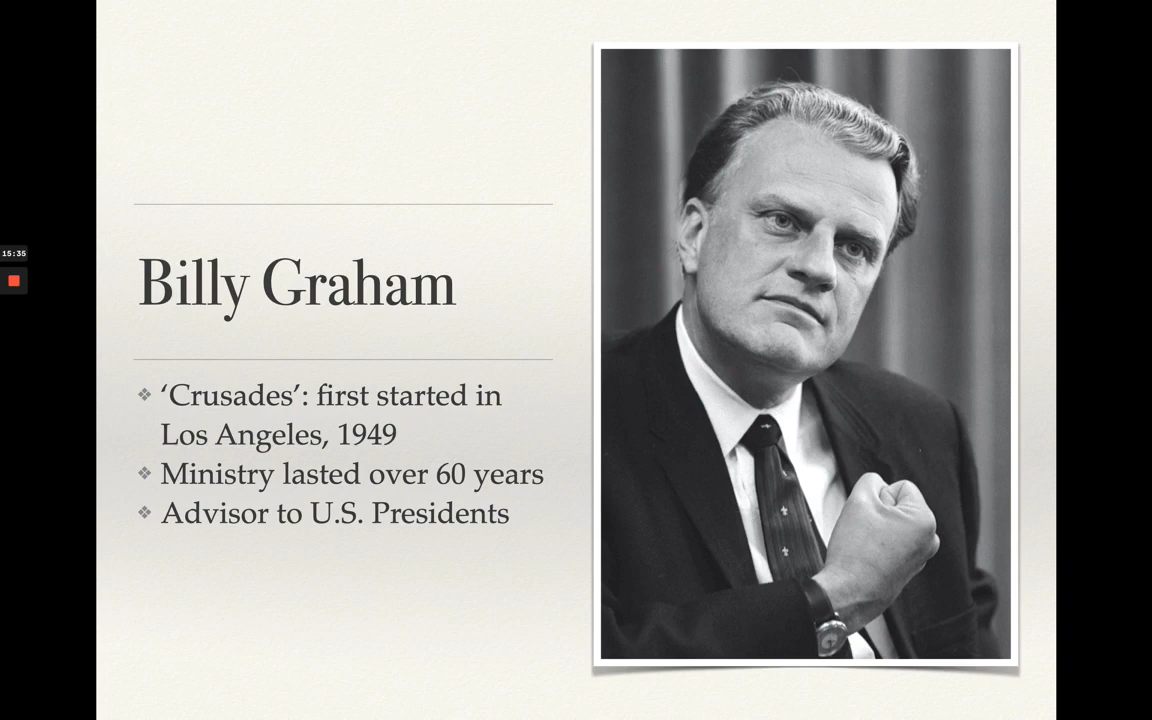 15:35
Billy Graham
‘Crusades’: first started in
Los Angeles, 1949
Ministry lasted over 60 years
Advisor to U.S. Presidents